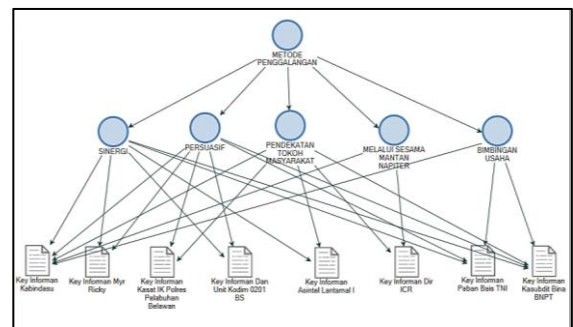 METODE
PENGGALANGAN
SINERGI
PERSUASIF
PENDEKATAN
TOKOH
MASYARAKAT
MELALUI SESAMA
MANTAN
NAPITER
BIMBINGAN
USAHA
Key Informan
Kabindasu
Key Informan Myr
Ricky
Key Informan
Kasat IK Polres
Pelabuhan
Belawan
Key Informan Dan
Unit Kodim 0201
BS
Key Informan
Asintel Lantamal I
Key Informan Dir
ICR
Key Informan
Paban Bais TNI
Key Informan
Kasubdit Bina
BNPT